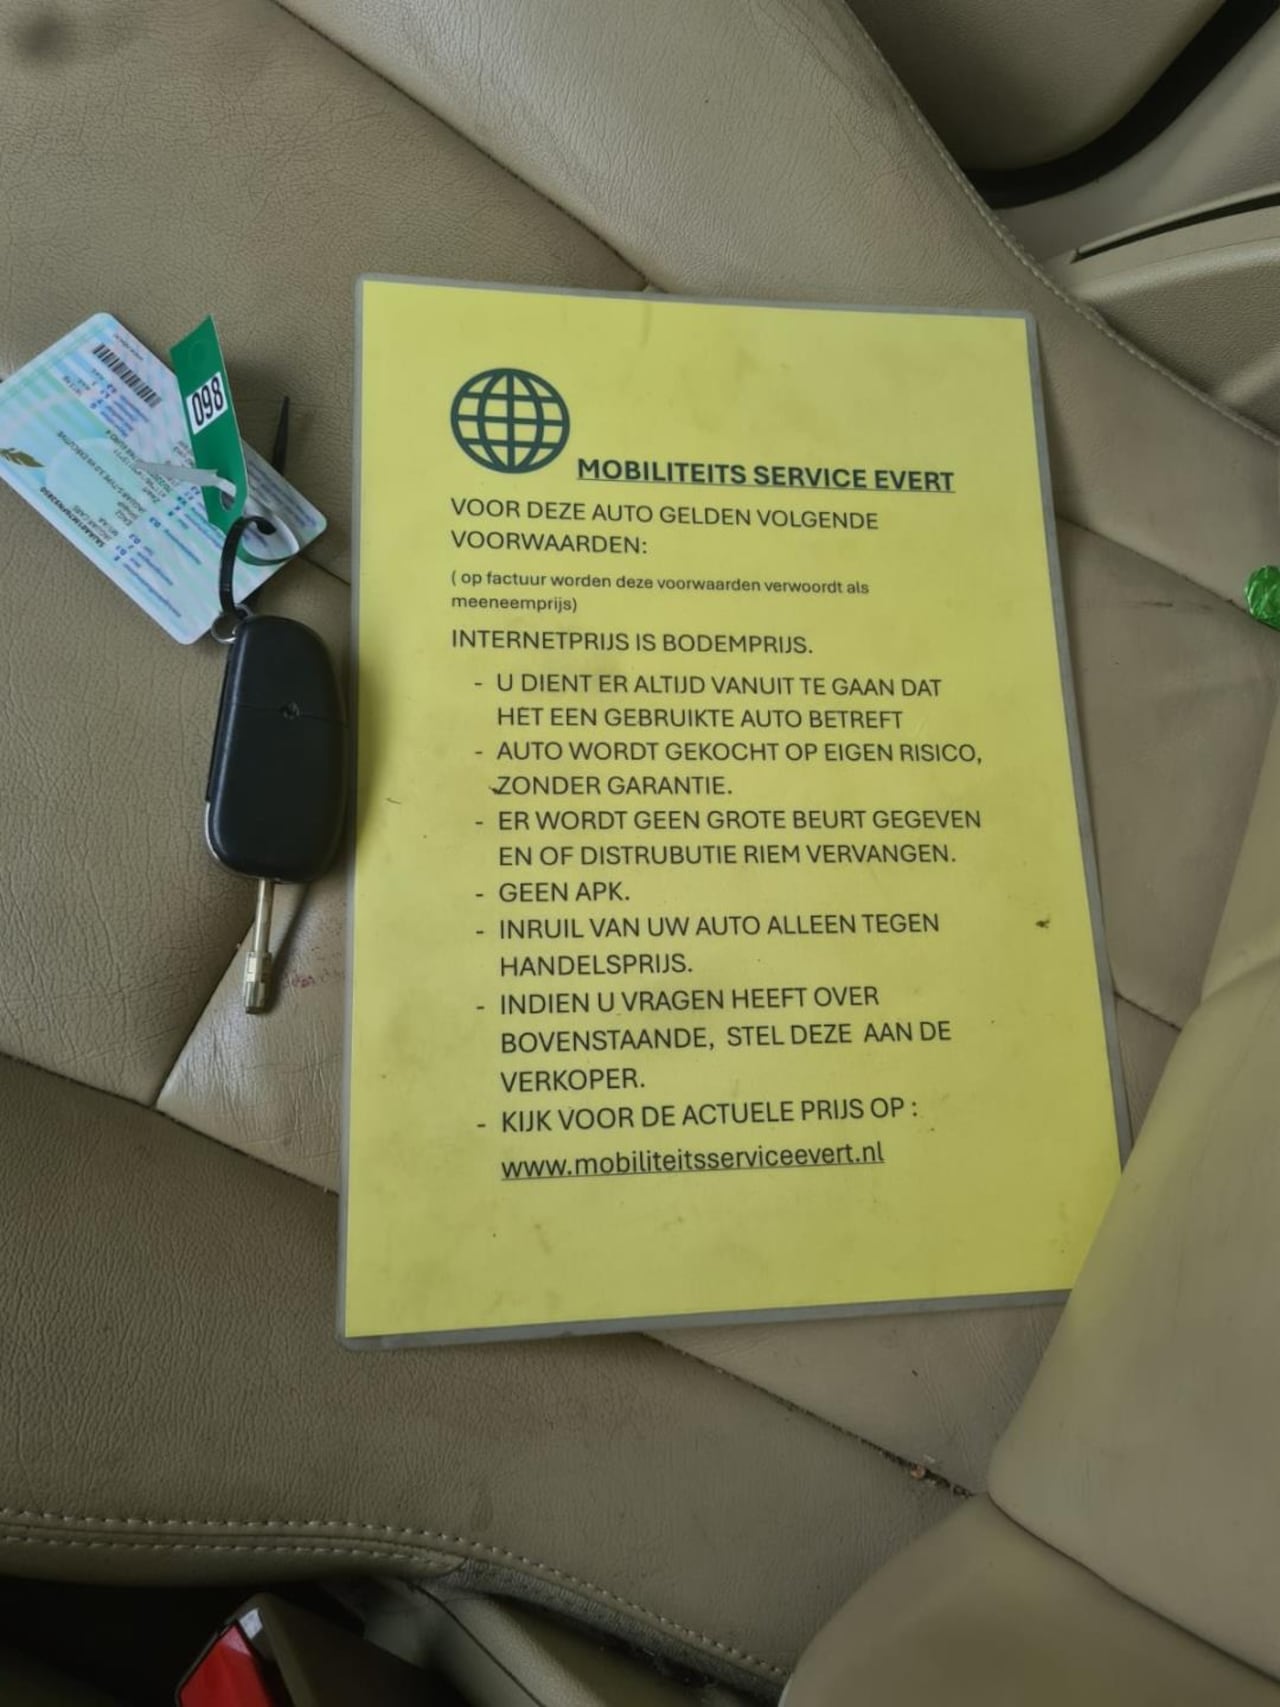 098
MOBILITEITS SERVICE EVERT
VOOR DEZE AUTO GELDEN VOLGENDE
VOORWAARDEN:
( op factuur worden deze voorwaarden verwoordt als
meeneemprijs)
INTERNETPRIJS IS BODEMPRIJS.
- U DIENT ER ALTIJD VANUIT TE GAAN DAT
HET EEN GEBRUIKTE AUTO BETREFT
- AUTO WORDT GEKOCHT OP EIGEN RISICO,
ZONDER GARANTIE.
- ER WORDT GEEN GROTE BEURT GEGEVEN
EN OF DISTRUBUTIE RIEM VERVANGEN.
- GEEN APK.
- INRUIL VAN UW AUTO ALLEEN TEGEN
HANDELSPRIJS.
- INDIEN U VRAGEN HEEFT OVER
BOVENSTAANDE, STEL DEZE AAN DE
VERKOPER.
- KIJK VOOR DE ACTUELE PRIJS OP :
www.mobiliteitsserviceevert.nl